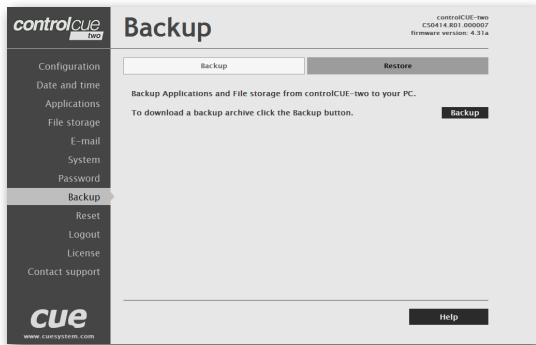 controlcue
two
Backup
controlCUE-two
CS0414.R01.000007
firmware version: 4.31a
Configuration
Date and time
Applications
File storage
E-mail
System
Password
Backup
Reset
Logout
License
Contact support
Backup
Restore
Backup Applications and File storage from controlCUE-two to your PC.
To download a backup archive click the Backup button.
Backup
Help
cue
www.cuesystem.com